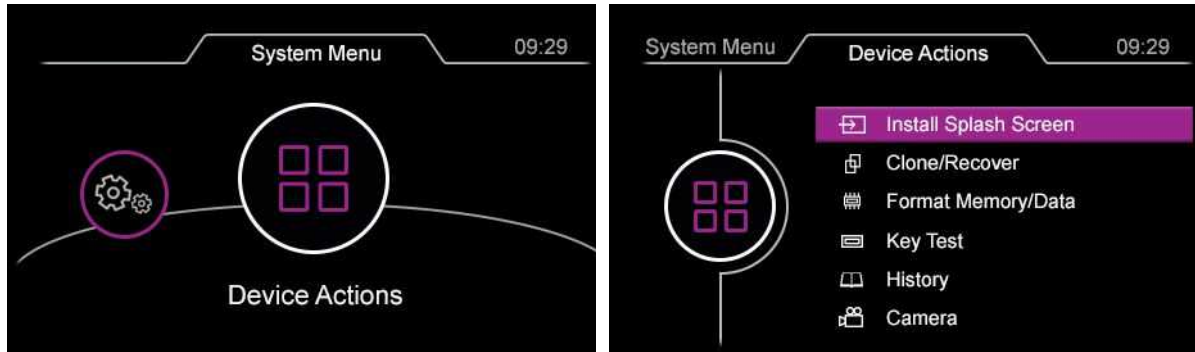 System Menu 09:29
Device Actions
System Menu Device Actions 09:29
Install Splash Screen
Clone/Recover
Format Memory/Data
Key Test
History
Camera